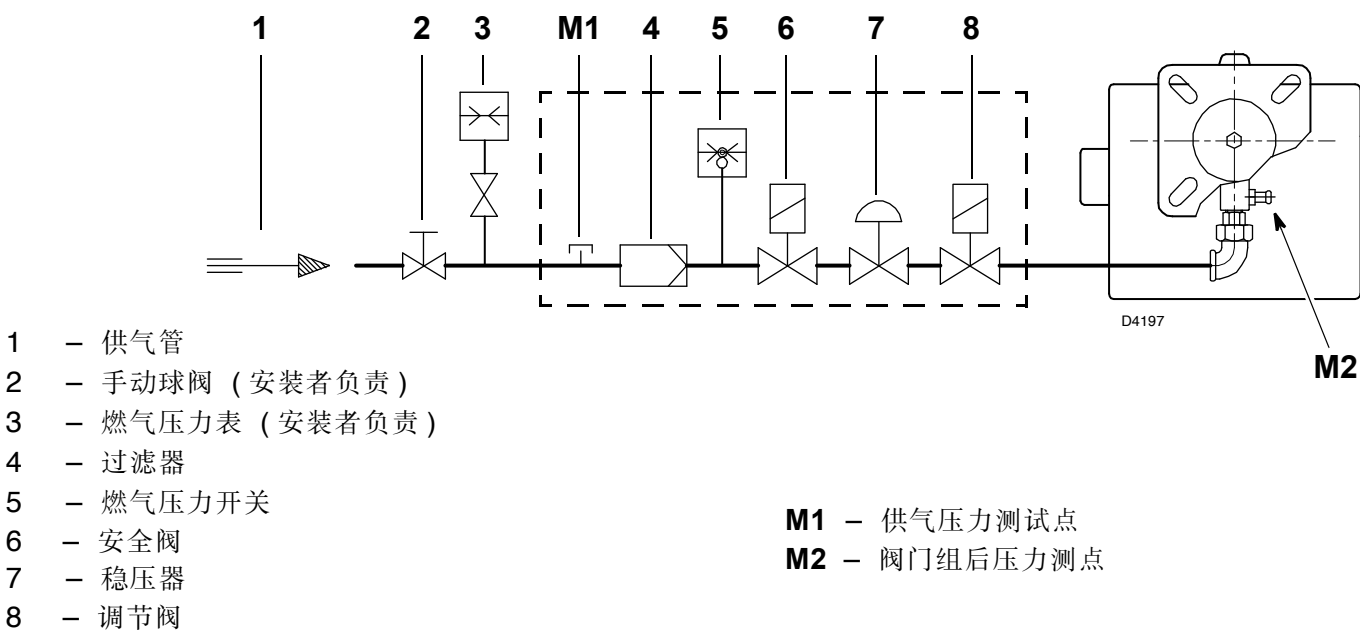 1 2 3 M1 4 5 6 7 8
D4197
M2
1 – 供气管
2 – 手动球阀 (安装者负责)
3 – 燃气压力表 (安装者负责)
4 – 过滤器
5 – 燃气压力开关
6 – 安全阀
7 – 稳压器
8 – 调节阀
M1 – 供气压力测试点
M2 – 阀门组后压力测点